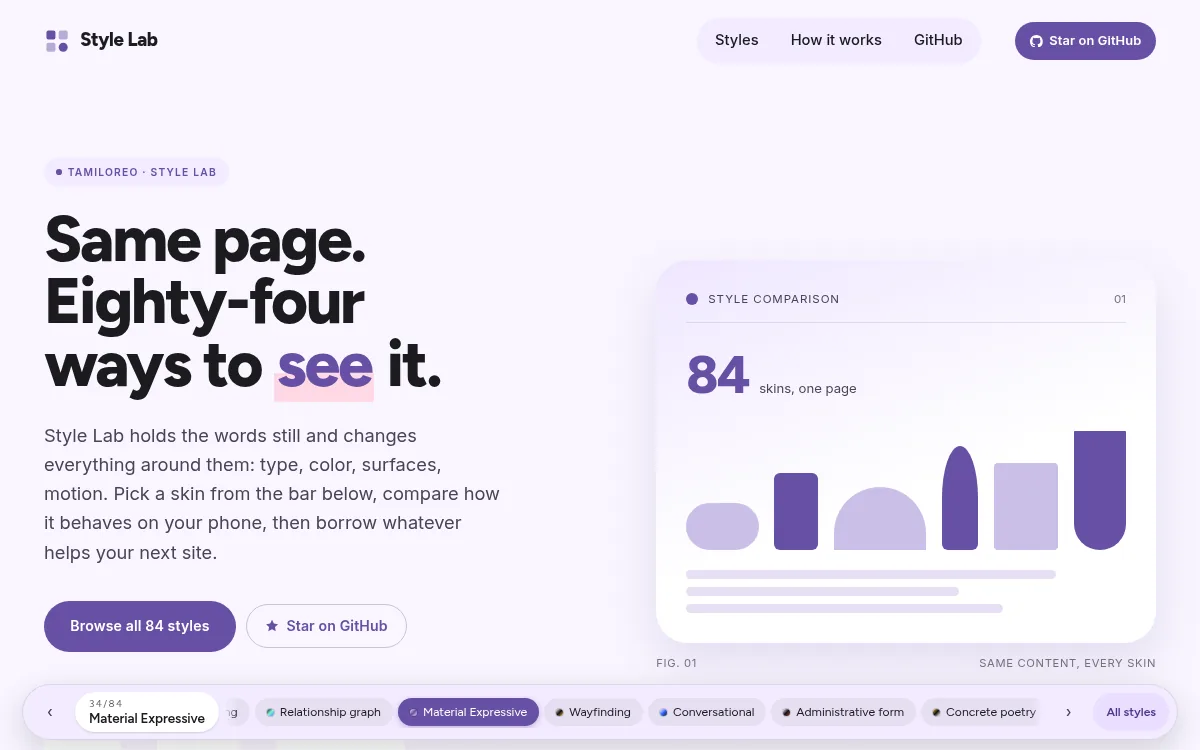 Style Lab
Styles
How it works
GitHub
Star on GitHub
TAMILOREO · STYLE LAB
Same page.
Eighty-four
ways to see it.
Style Lab holds the words still and changes
everything around them: type, color, surfaces,
motion. Pick a skin from the bar below, compare how
it behaves on your phone, then borrow whatever
helps your next site.
Browse all 84 styles
Star on GitHub
STYLE COMPARISON
01
84 skins, one page
FIG. 01
SAME CONTENT, EVERY SKIN
34/84
Material Expressive
ng
Relationship graph
Material Expressive
Wayfinding
Conversational
Administrative form
Concrete poetry
All styles